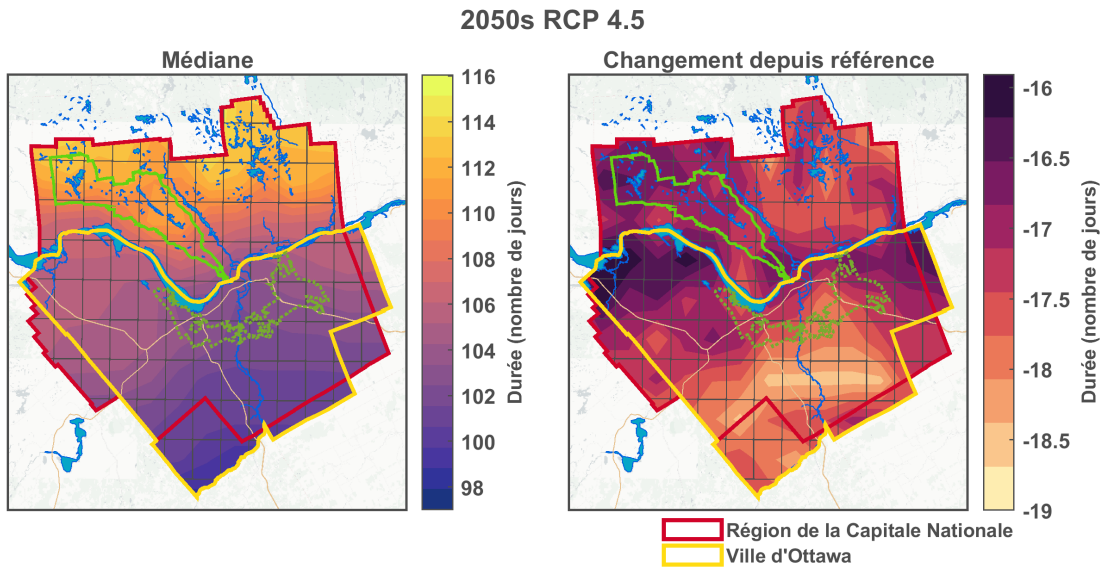 2050s RCP 4.5
Médiane
116
114
112
110
108
106
104
102
100
98
Durée (nombre de jours)
Changement depuis référence
-16
-16.5
-17
-17.5
-18
-18.5
-19
Durée (nombre de jours)
Région de la Capitale Nationale
Ville d'Ottawa